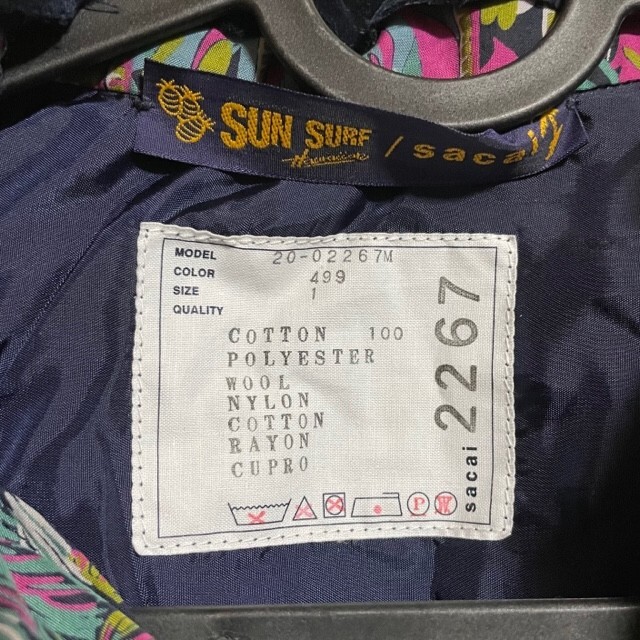 SUN SURF Hawaiian / sacai
MODEL 20-02267M
COLOR 499
SIZE 1
QUALITY
COTTON 100
POLYESTER
WOOL
NYLON
COTTON
RAYON
CUPRO
P W
sacai 2267